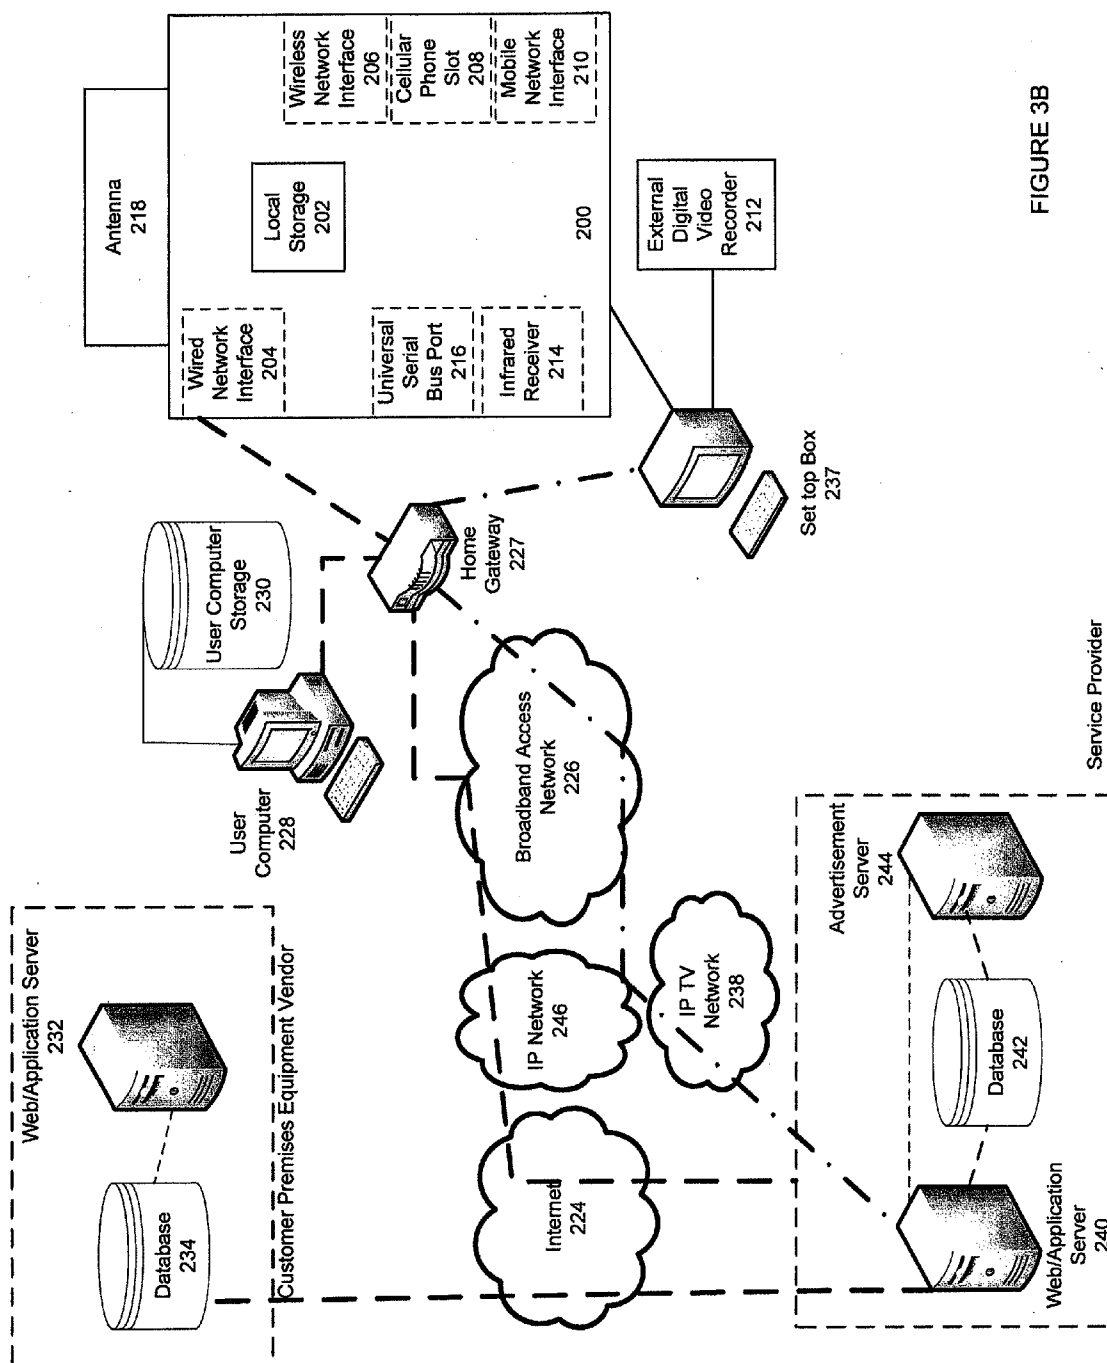 Antenna
218
Wired
Network
Interface
204
Local
Storage
202
Wireless
Network
Interface
206
Cellular
Phone
Slot
208
Mobile
Network
Interface
210
Universal
Serial
Bus Port
216
Infrared
Receiver
214
200
External
Digital
Video
Recorder
212
Set top Box
237
Home
Gateway
227
User Computer
Storage
230
User
Computer
228
Broadband Access
Network
226
IP Network
246
IP TV
Network
238
Internet
224
Web/Application Server
232
Database
234
Customer Premises Equipment Vendor
Service Provider
Advertisement
Server
244
Database
242
Web/Application
Server
240
FIGURE 3B